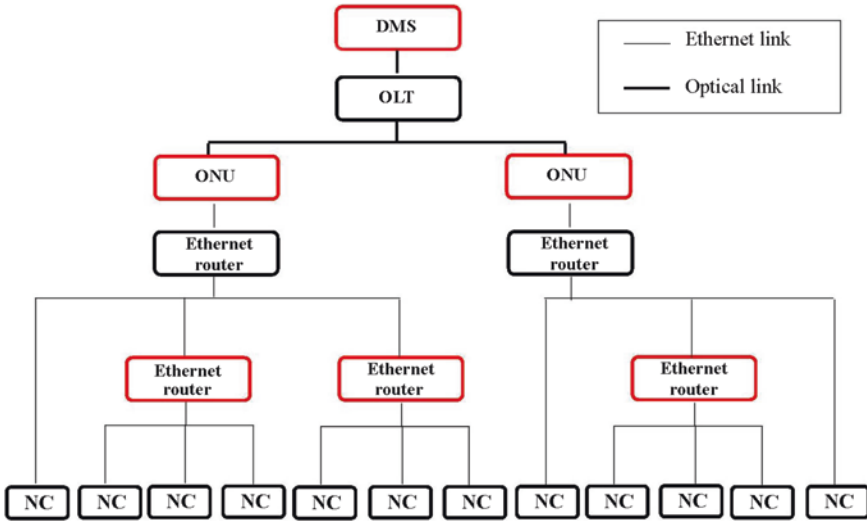 DMS
Ethernet link
OLT
Optical link
ONU
ONU
Ethernet
router
Ethernet
router
Ethernet
router
Ethernet
router
Ethernet
router
NC
NC
NC
NC
NC
NC
NC
NC
NC
NC
NC
NC